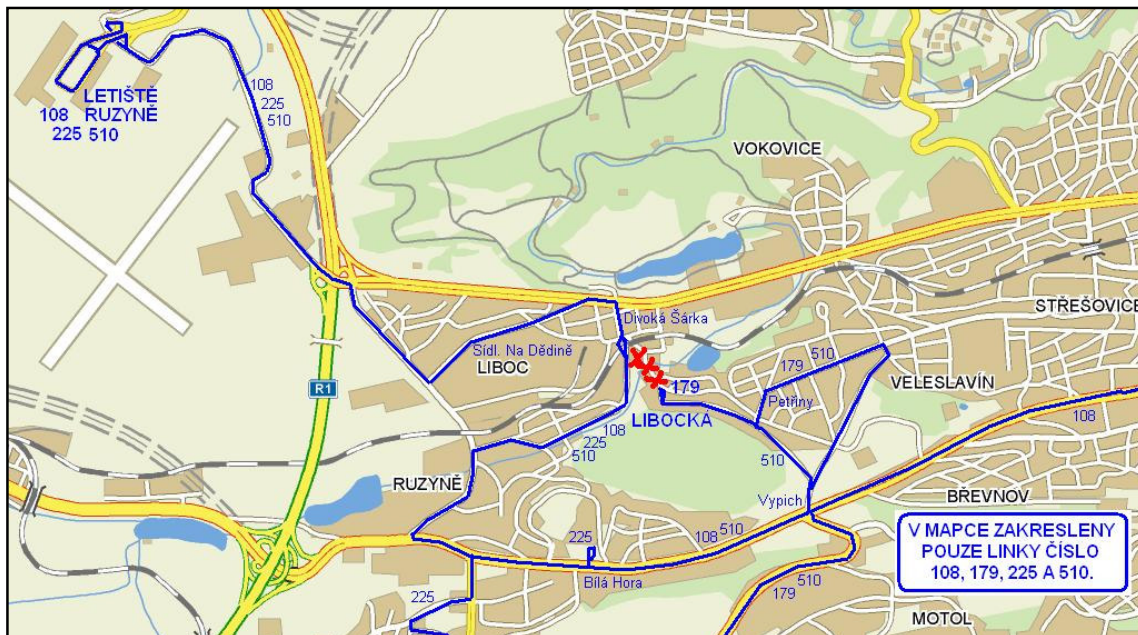 LETIŠTĚ
108 RUZYNĚ
225 510
108
225
510
VOKOVICE
STŘEŠOVICE
Divoká Šárka
Sídl. Na Dědině
LIBOC
R1
179
510
179
VELESLAVÍN
Petřiny
LIBOCKÁ
108
225
510
510
RUZYNĚ
Vypich
BŘEVNOV
225
108
510
Bílá Hora
V MAPCE ZAKRESLENY
POUZE LINKY ČÍSLO
108, 179, 225 A 510.
225
179
510
MOTOL